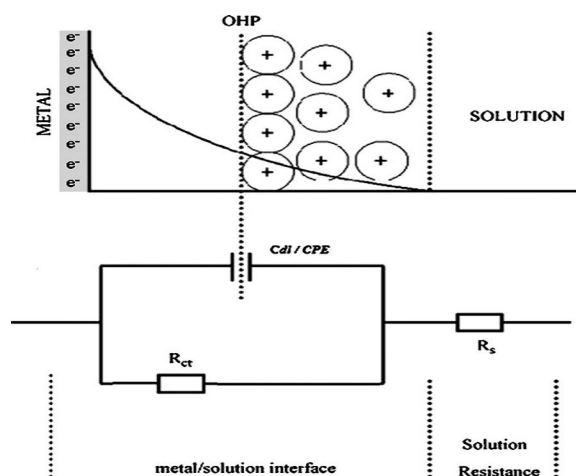 OHP
e-
e-
e-
e-
e-
e-
e-
e-
e-
METAL
+
+
+
+
+
+
+
+
+
SOLUTION
Cdl / CPE
Rct
Rs
metal/solution interface
Solution
Resistance